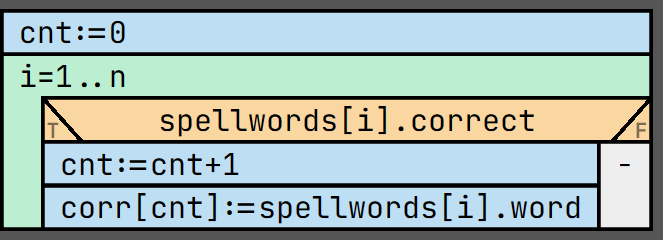 cnt:=0
i=1..n
T spellwords[i].correct F
cnt:=cnt+1 -
corr[cnt]:=spellwords[i].word